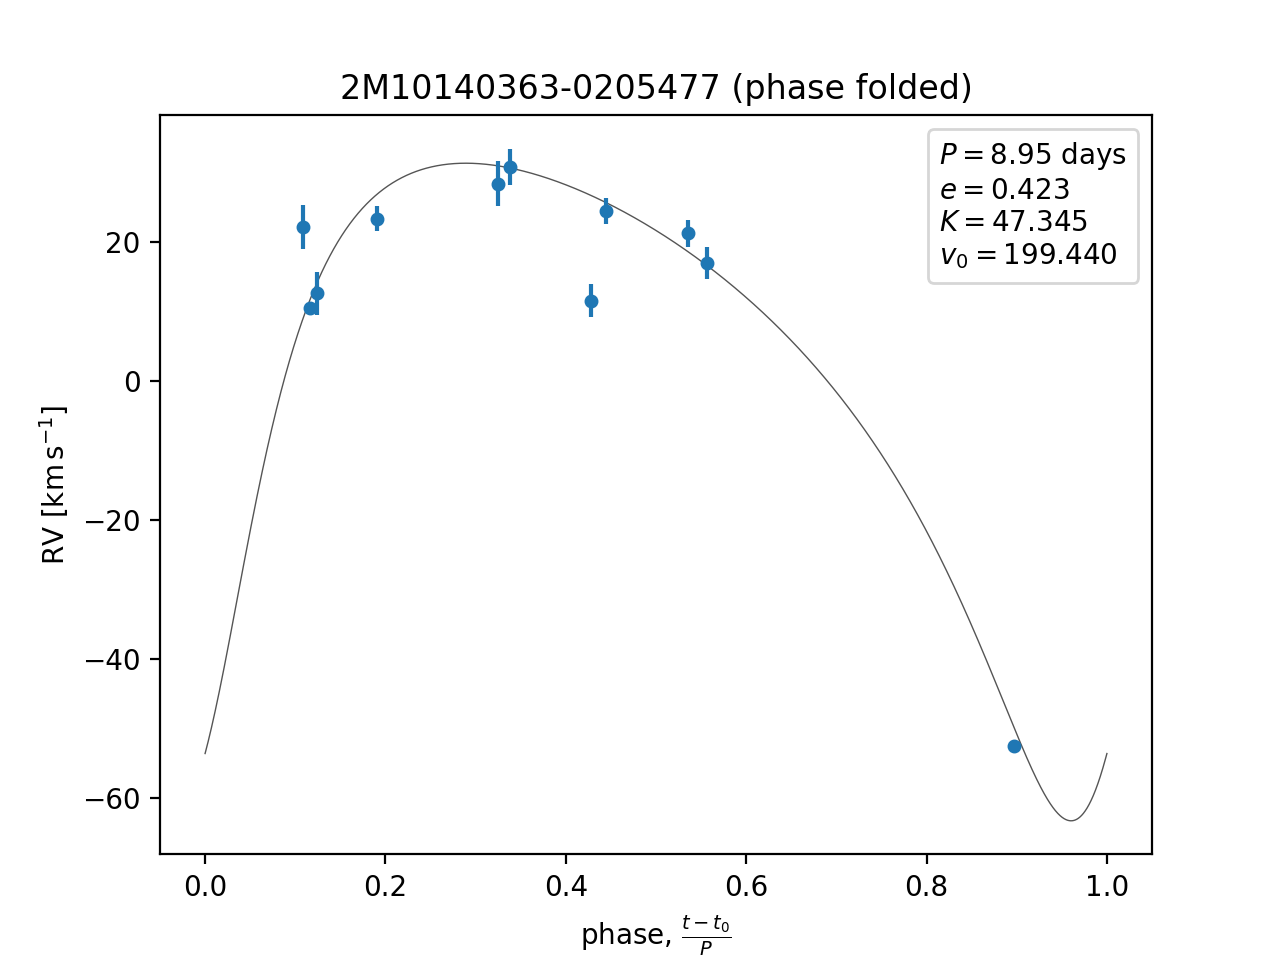 2M10140363-0205477 (phase folded)
P = 8.95 days
e = 0.423
K = 47.345
v₀ = 199.440
20
0
−20
−40
−60
RV [km s⁻¹]
0.0 0.2 0.4 0.6 0.8 1.0
phase, (t − t₀)/P